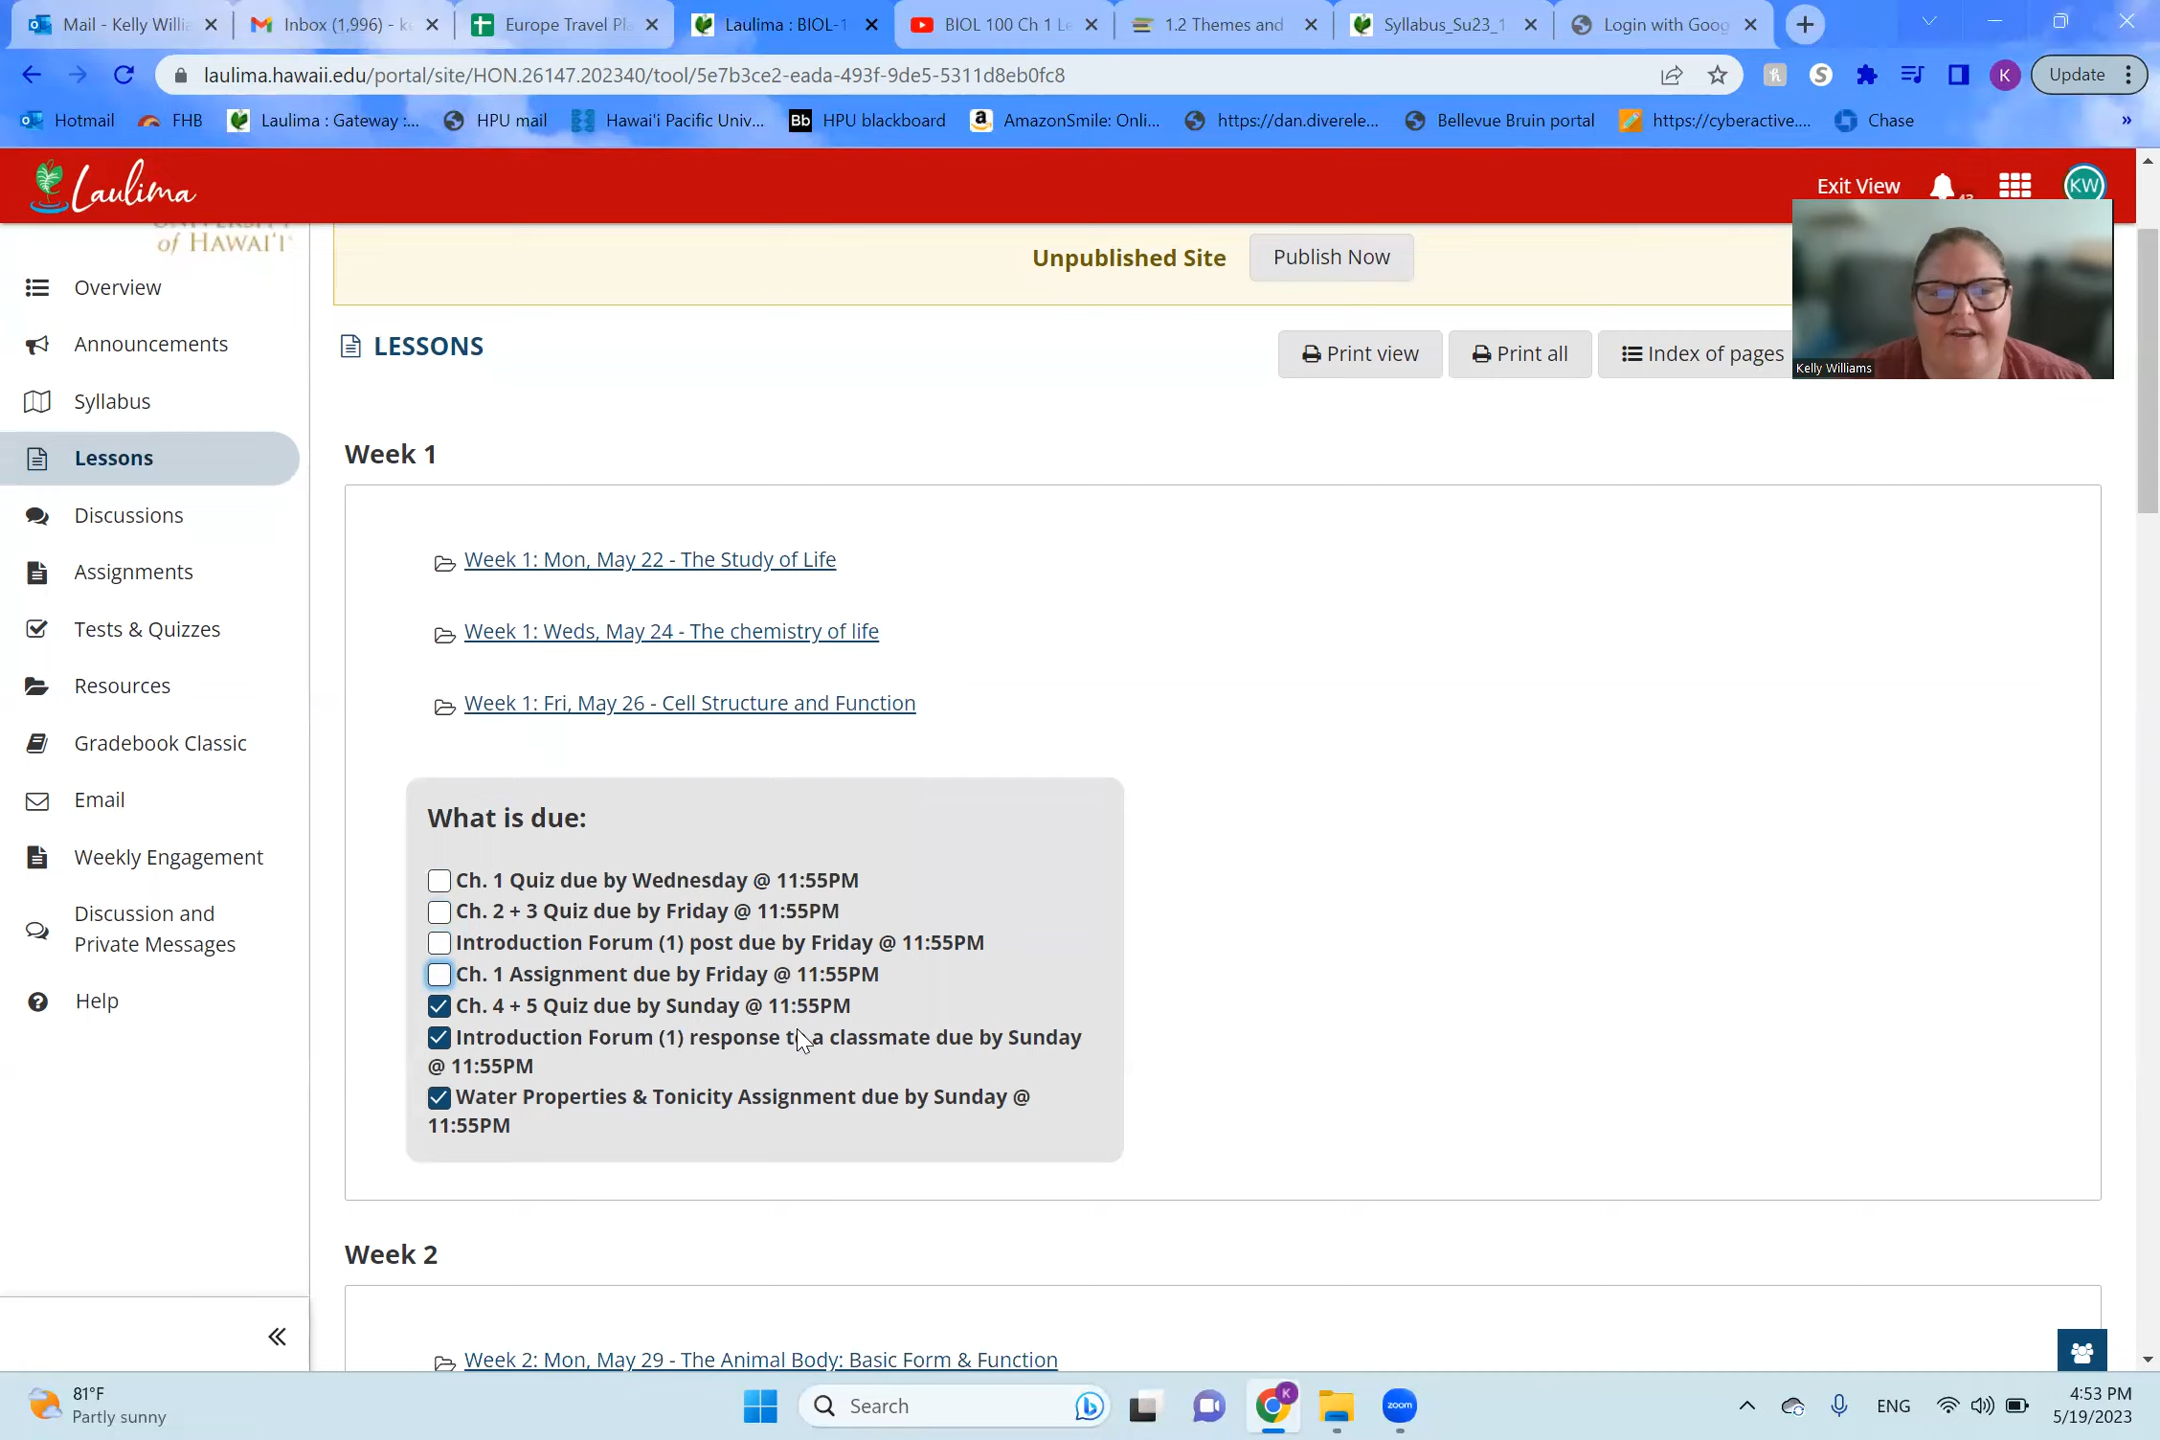 Mail - Kelly Willia
Inbox (1,996) - ke
Europe Travel Pla
Laulima : BIOL-1
BIOL 100 Ch 1 Le
1.2 Themes and
Syllabus_Su23_1
Login with Goog
laulima.hawaii.edu/portal/site/HON.26147.202340/tool/5e7b3ce2-eada-493f-9de5-5311d8eb0fc8
K
Update
Hotmail
FHB
Laulima : Gateway :...
HPU mail
Hawai'i Pacific Univ...
Bb HPU blackboard
AmazonSmile: Onli...
https://dan.diverele...
Bellevue Bruin portal
https://cyberactive....
Chase
»
Laulima
Exit View
KW
UNIVERSITY
of HAWAI'I
Unpublished Site
Publish Now
Kelly Williams
Overview
Announcements
Syllabus
Lessons
Discussions
Assignments
Tests & Quizzes
Resources
Gradebook Classic
Email
Weekly Engagement
Discussion and
Private Messages
Help
LESSONS
Print view
Print all
Index of pages
Week 1
Week 1: Mon, May 22 - The Study of Life
Week 1: Weds, May 24 - The chemistry of life
Week 1: Fri, May 26 - Cell Structure and Function
What is due:
Ch. 1 Quiz due by Wednesday @ 11:55PM
Ch. 2 + 3 Quiz due by Friday @ 11:55PM
Introduction Forum (1) post due by Friday @ 11:55PM
Ch. 1 Assignment due by Friday @ 11:55PM
Ch. 4 + 5 Quiz due by Sunday @ 11:55PM
Introduction Forum (1) response to a classmate due by Sunday
@ 11:55PM
Water Properties & Tonicity Assignment due by Sunday @
11:55PM
Week 2
Week 2: Mon, May 29 - The Animal Body: Basic Form & Function
81°F
Partly sunny
Search
K
zoom
ENG
4:53 PM
5/19/2023